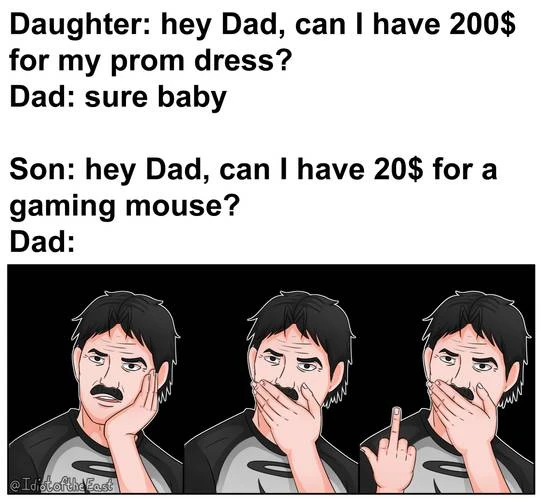 Daughter: hey Dad, can I have 200$
for my prom dress?
Dad: sure baby
Son: hey Dad, can I have 20$ for a
gaming mouse?
Dad:
@IdiotoftheEast